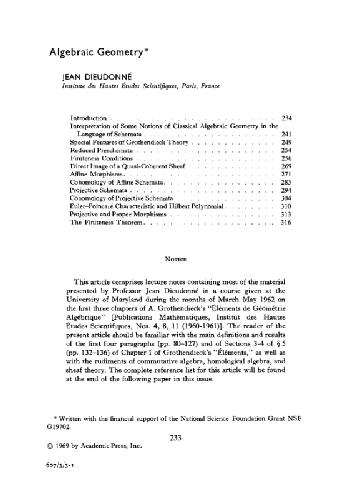 Algebraic Geometry*
JEAN DIEUDONNÉ
Institute des Hautes Études Scientifiques, Paris, France
Introduction . . . . . . . . . . . . . . . . 234
Interpretation of Some Notions of Classical Algebraic Geometry in the
Language of Schemata . . . . . . . . . . . . . . . . 241
Special Features of Grothendieck Theory . . . . . . . . . . . . 249
Reduced Preschemata . . . . . . . . . . . . . . . . 254
Finiteness Conditions . . . . . . . . . . . . . . . . 256
Direct Image of a Quasi-Coherent Sheaf . . . . . . . . . . . . 265
Affine Morphisms . . . . . . . . . . . . . . . . 271
Cohomology of Affine Schemata . . . . . . . . . . . . . . . . 283
Projective Schemata . . . . . . . . . . . . . . . . 294
Cohomology of Projective Schemata . . . . . . . . . . . . . . 304
Euler-Poincaré Characteristic and Hilbert Polynomial . . . . . . . 310
Projective and Proper Morphisms . . . . . . . . . . . . . . . 313
The Finiteness Theorem . . . . . . . . . . . . . . . . 316
NOTICE
This article comprises lecture notes containing most of the material
presented by Professor Jean Dieudonné in a course given at the
University of Maryland during the months of March May 1962 on
the first three chapters of A. Grothendieck's "Eléments de Géométrie
Algébrique" [Publications Mathématiques, Institut des Hautes
Études Scientifiques, Nos. 4, 8, 11 (1960-1961)]. The reader of the
present article should be familiar with the main definitions and results
of the first four paragraphs (pp. 80-127) and of Sections 3-4 of § 5
(pp. 132-136) of Chapter I of Grothendieck's "Éléments," as well as
with the rudiments of commutative algebra, homological algebra, and
sheaf theory. The complete reference list for this article will be found
at the end of the following paper in this issue.
* Written with the financial support of the National Science Foundation Grant NSF
G19902
233
© 1969 by Academic Press, Inc.
607/3/3-1